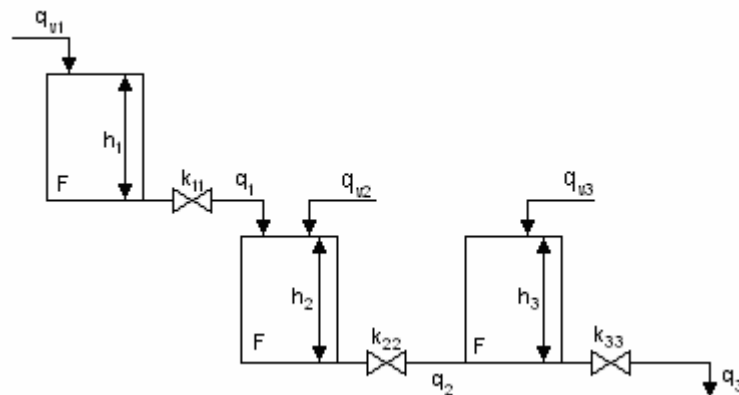 q_v1
h_1
F
k_11
q_1
q_v2
q_v3
h_2
F
k_22
q_2
h_3
F
k_33
q_3